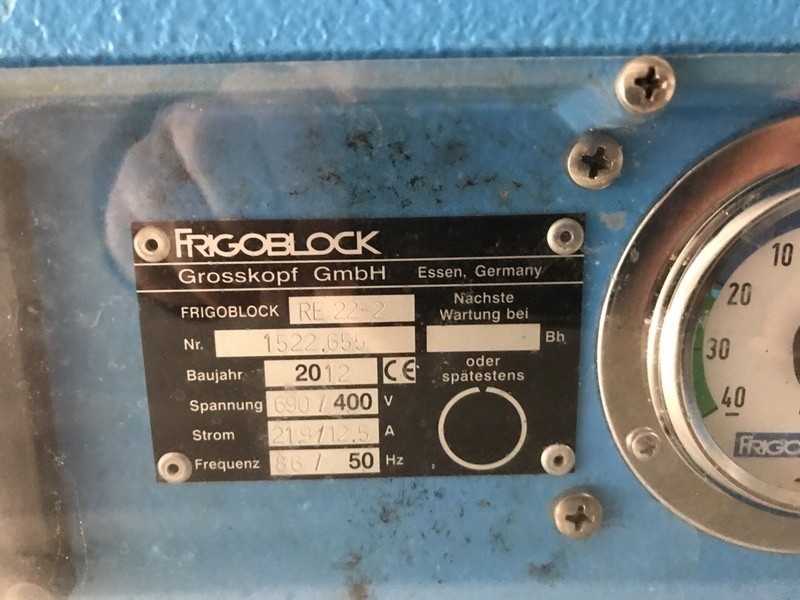 FRIGOBLOCK
Grosskopf GmbH Essen, Germany
FRIGOBLOCK RE 22-2
Nr. 1522.655
Baujahr 2012 CE
Spannung 690 / 400 V
Strom 21.9/12.5 A
Frequenz 86 / 50 Hz
Nächste
Wartung bei
Bh
oder
spätestens
10
20
30
40
FRIGO